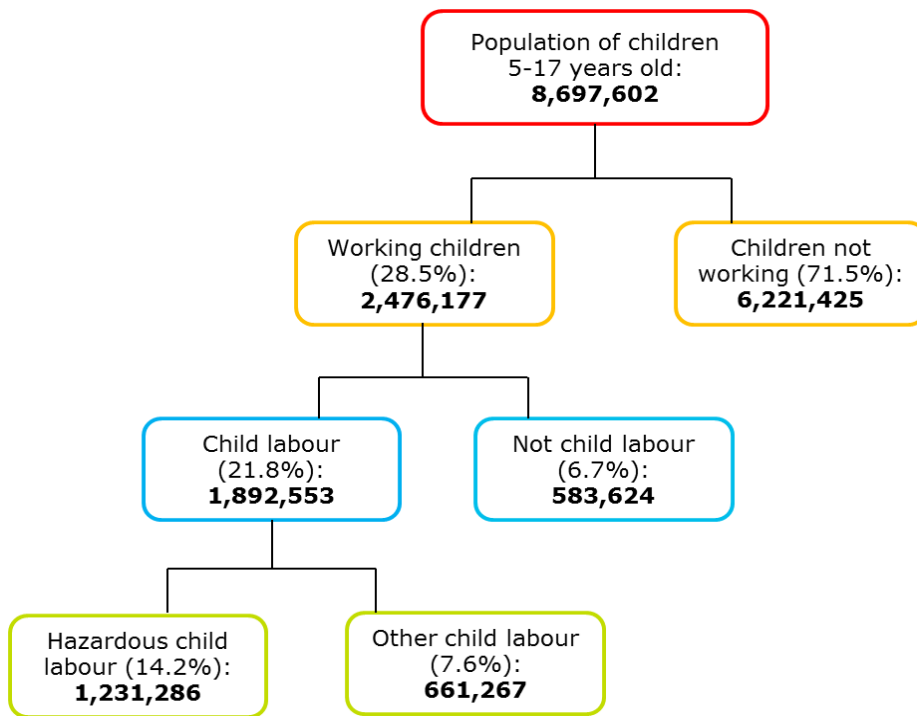 Population of children
5-17 years old:
8,697,602
Working children
(28.5%):
2,476,177
Children not
working (71.5%):
6,221,425
Child labour
(21.8%):
1,892,553
Not child labour
(6.7%):
583,624
Hazardous child
labour (14.2%):
1,231,286
Other child labour
(7.6%):
661,267